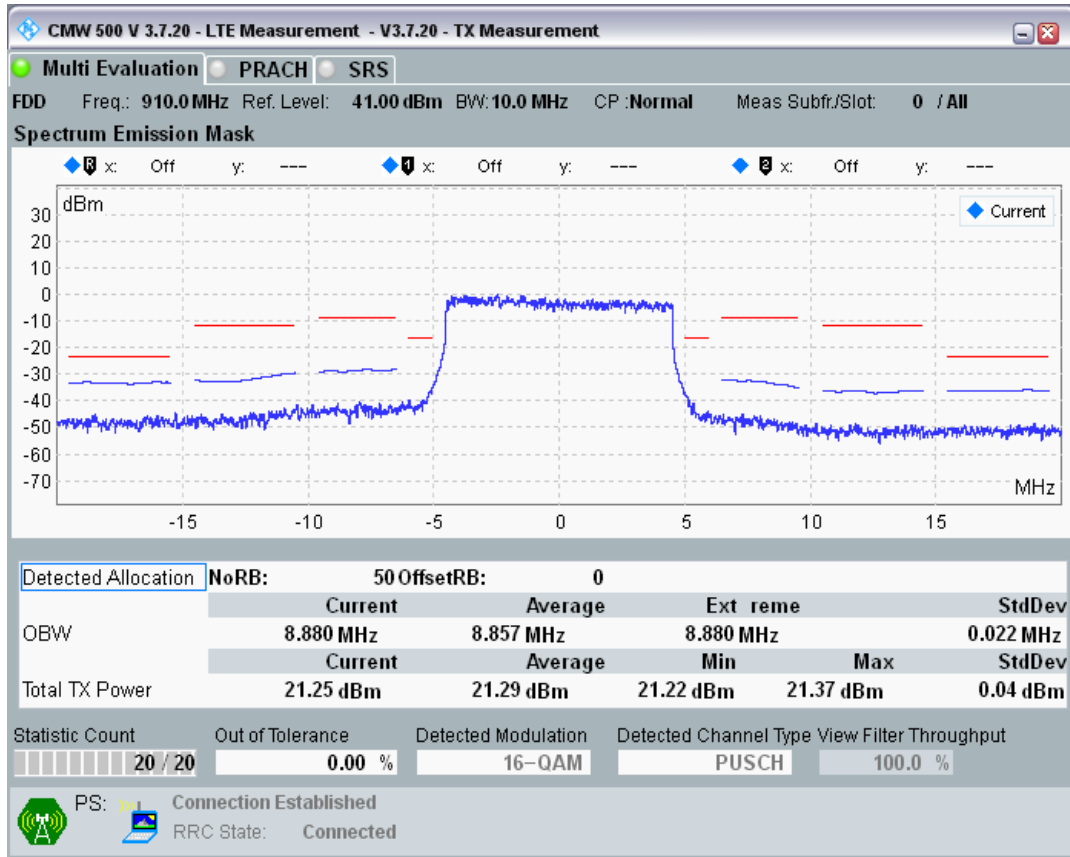 CMW 500 V 3.7.20 - LTE Measurement - V3.7.20 - TX Measurement
Multi Evaluation PRACH SRS
FDD Freq.: 910.0 MHz Ref. Level: 41.00 dBm BW: 10.0 MHz CP :Normal Meas Subfr./Slot: 0 / All
Spectrum Emission Mask
R x: Off y: --- 1 x: Off y: --- 2 x: Off y: ---
dBm
Current
30
20
10
0
-10
-20
-30
-40
-50
-60
-70
MHz
-15 -10 -5 0 5 10 15
Detected Allocation NoRB: 50 OffsetRB: 0
Current Average Ext reme StdDev
OBW 8.880 MHz 8.857 MHz 8.880 MHz 0.022 MHz
Current Average Min Max StdDev
Total TX Power 21.25 dBm 21.29 dBm 21.22 dBm 21.37 dBm 0.04 dBm
Statistic Count Out of Tolerance Detected Modulation Detected Channel Type View Filter Throughput
20 / 20 0.00 % 16-QAM PUSCH 100.0 %
PS: Connection Established
RRC State: Connected